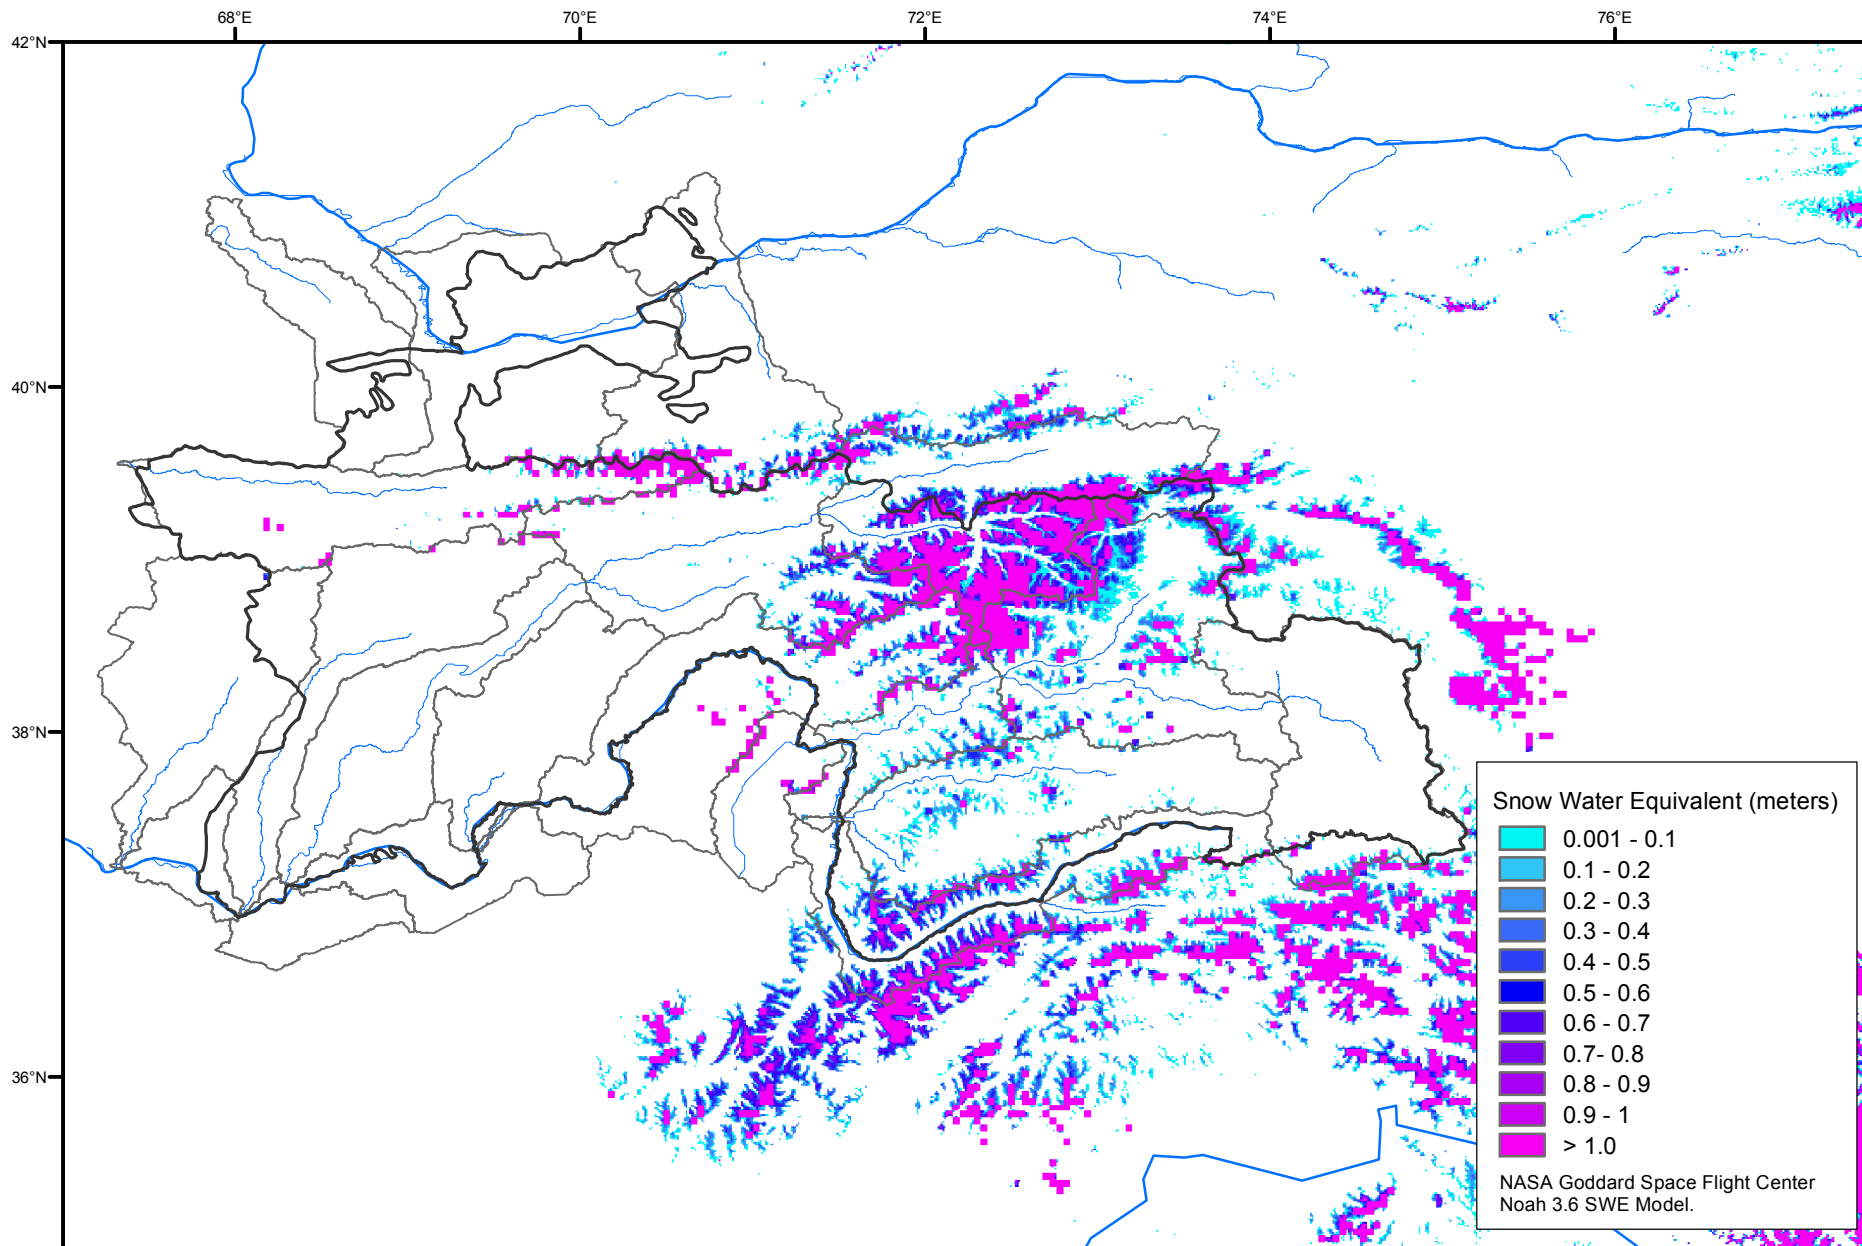 68°E 70°E 72°E 74°E 76°E
42°N
40°N
38°N
36°N
Snow Water Equivalent (meters)
0.001 - 0.1
0.1 - 0.2
0.2 - 0.3
0.3 - 0.4
0.4 - 0.5
0.5 - 0.6
0.6 - 0.7
0.7- 0.8
0.8 - 0.9
0.9 - 1
> 1.0
NASA Goddard Space Flight Center
Noah 3.6 SWE Model.